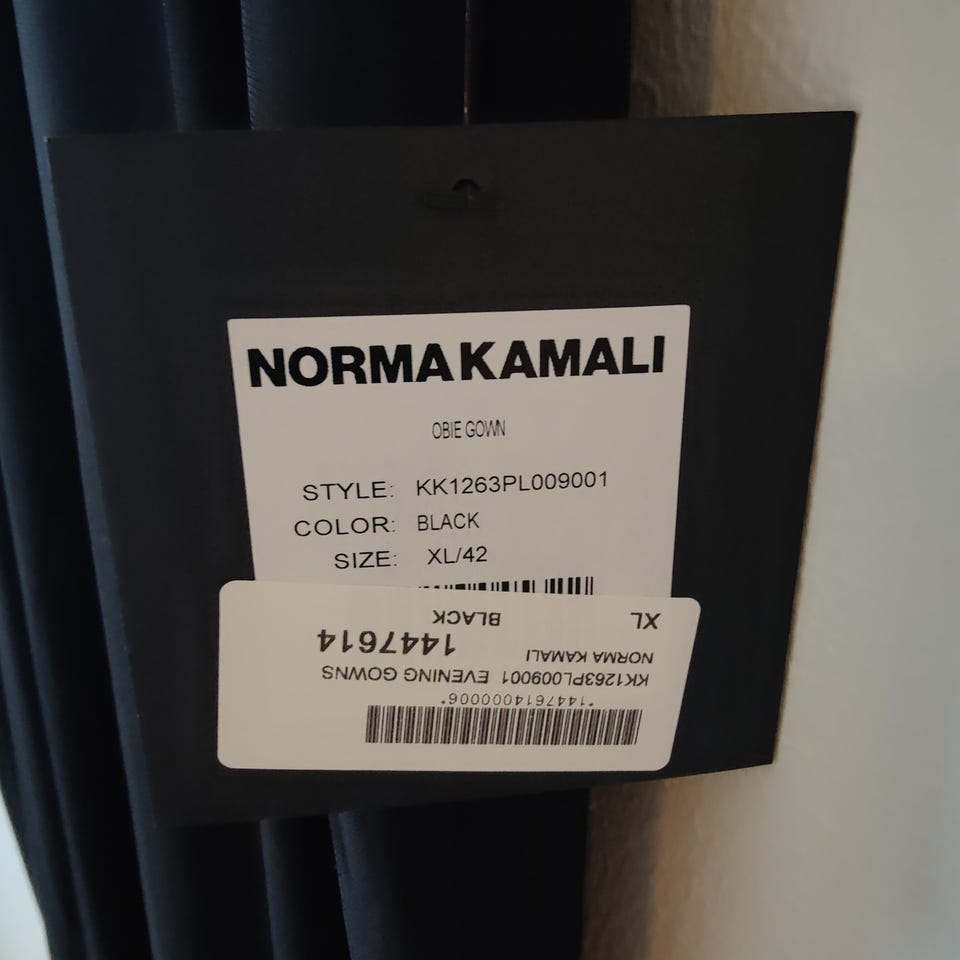 NORMA KAMALI
OBIE GOWN
STYLE: KK1263PL009001
COLOR: BLACK
SIZE: XL/42
*1447614000006*
KK1263PL009001 EVENING GOWNS
NORMA KAMALI
1447614
XL BLACK